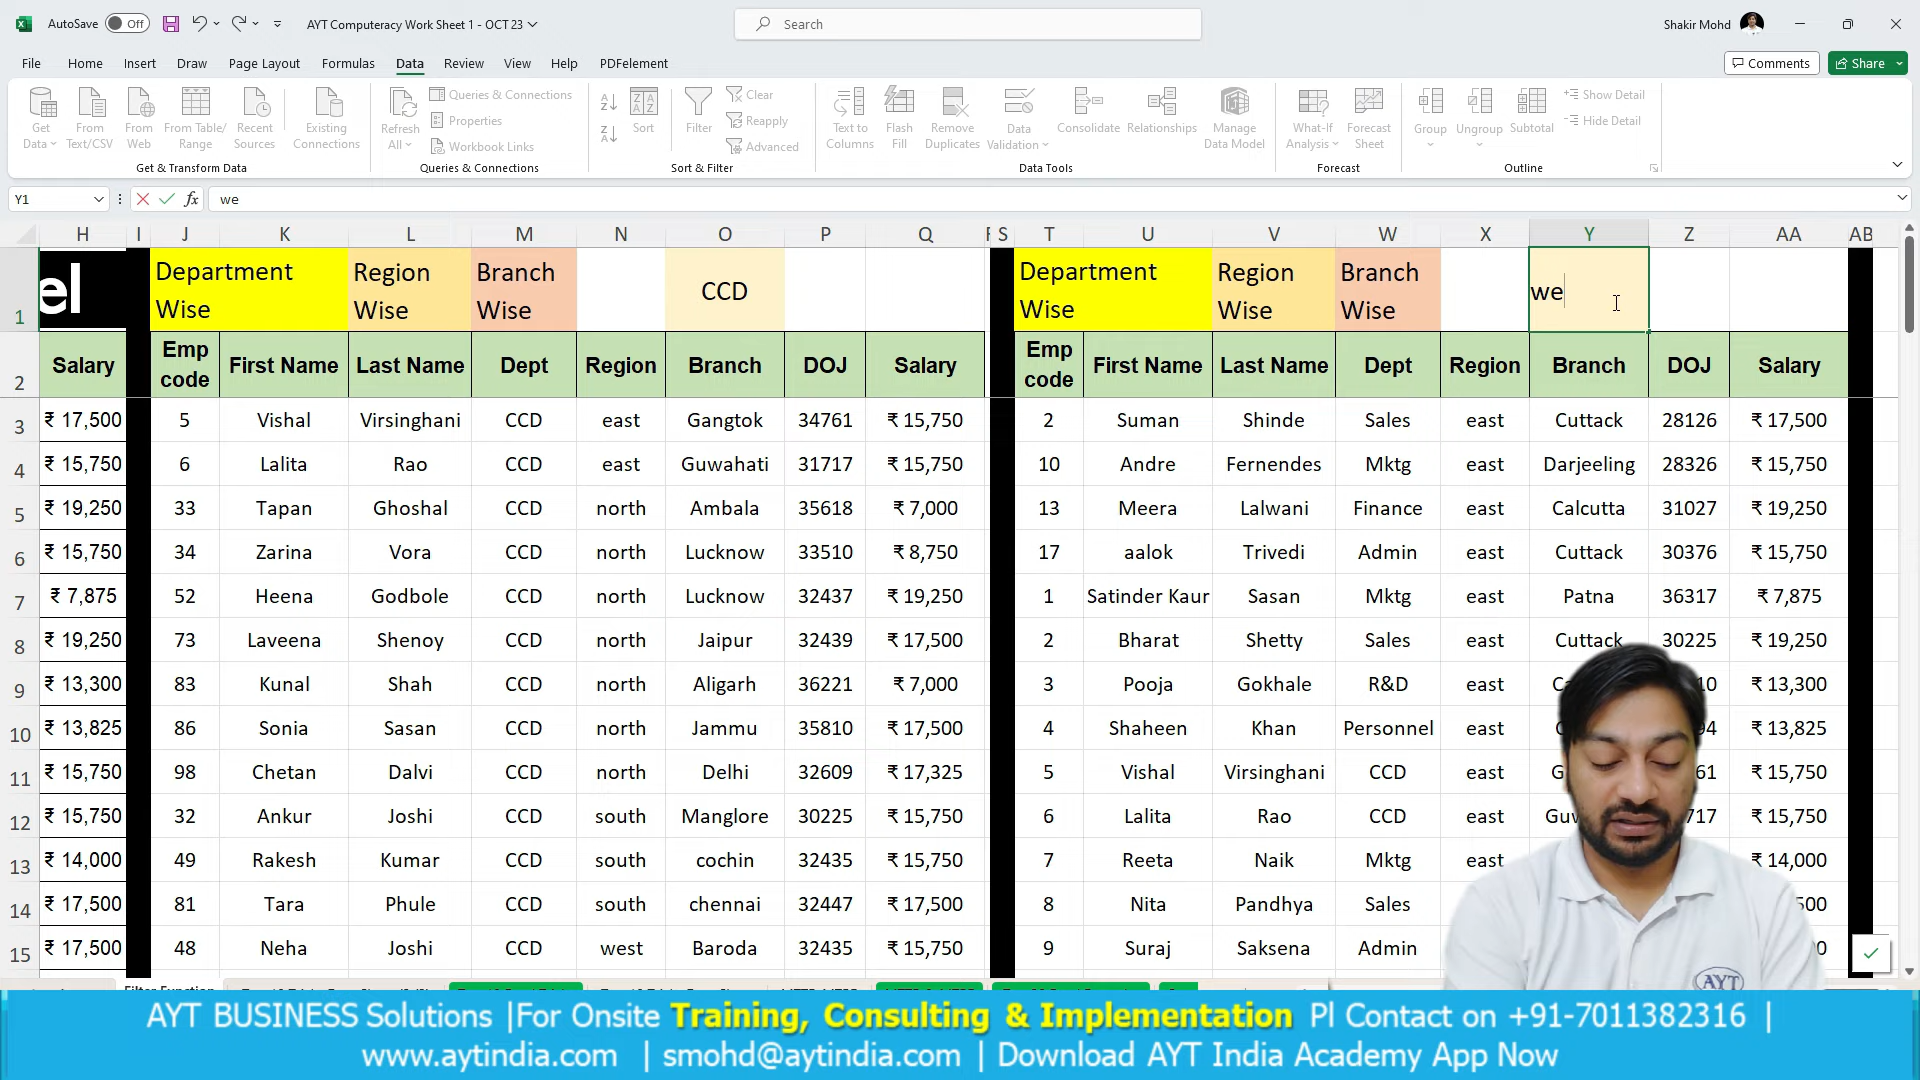 AutoSave Off AYT Computeracy Work Sheet 1 - OCT 23 Search Shakir Mohd
File Home Insert Draw Page Layout Formulas Data Review View Help PDFelement Comments Share
Get Data From Text/CSV From Web From Table/Range Recent Sources Existing Connections
Refresh All Queries & Connections Properties Workbook Links
Sort Filter Clear Reapply Advanced
Text to Columns Flash Fill Remove Duplicates Data Validation Consolidate Relationships Manage Data Model
What-If Analysis Forecast Sheet Group Ungroup Subtotal Show Detail Hide Detail
Get & Transform Data Queries & Connections Sort & Filter Data Tools Forecast Outline
Y1 fx we
H I J K L M N O P Q S T U V W X Y Z AA AB
1 el Department Wise Region Wise Branch Wise CCD Department Wise Region Wise Branch Wise we
2 Salary Emp code First Name Last Name Dept Region Branch DOJ Salary Emp code First Name Last Name Dept Region Branch DOJ Salary
3 ₹ 17,500 5 Vishal Virsinghani CCD east Gangtok 34761 ₹ 15,750 2 Suman Shinde Sales east Cuttack 28126 ₹ 17,500
4 ₹ 15,750 6 Lalita Rao CCD east Guwahati 31717 ₹ 15,750 10 Andre Fernendes Mktg east Darjeeling 28326 ₹ 15,750
5 ₹ 19,250 33 Tapan Ghoshal CCD north Ambala 35618 ₹ 7,000 13 Meera Lalwani Finance east Calcutta 31027 ₹ 19,250
6 ₹ 15,750 34 Zarina Vora CCD north Lucknow 33510 ₹ 8,750 17 aalok Trivedi Admin east Cuttack 30376 ₹ 15,750
7 ₹ 7,875 52 Heena Godbole CCD north Lucknow 32437 ₹ 19,250 1 Satinder Kaur Sasan Mktg east Patna 36317 ₹ 7,875
8 ₹ 19,250 73 Laveena Shenoy CCD north Jaipur 32439 ₹ 17,500 2 Bharat Shetty Sales east Cuttack 30225 ₹ 19,250
9 ₹ 13,300 83 Kunal Shah CCD north Aligarh 36221 ₹ 7,000 3 Pooja Gokhale R&D east ₹ 13,300
10 ₹ 13,825 86 Sonia Sasan CCD north Jammu 35810 ₹ 17,500 4 Shaheen Khan Personnel east ₹ 13,825
11 ₹ 15,750 98 Chetan Dalvi CCD north Delhi 32609 ₹ 17,325 5 Vishal Virsinghani CCD east ₹ 15,750
12 ₹ 15,750 32 Ankur Joshi CCD south Manglore 30225 ₹ 15,750 6 Lalita Rao CCD east ₹ 15,750
13 ₹ 14,000 49 Rakesh Kumar CCD south cochin 32435 ₹ 15,750 7 Reeta Naik Mktg east ₹ 14,000
14 ₹ 17,500 81 Tara Phule CCD south chennai 32447 ₹ 17,500 8 Nita Pandhya Sales
15 ₹ 17,500 48 Neha Joshi CCD west Baroda 32435 ₹ 15,750 9 Suraj Saksena Admin
AYT
AYT BUSINESS Solutions |For Onsite Training, Consulting & Implementation Pl Contact on +91-7011382316 |
www.aytindia.com | smohd@aytindia.com | Download AYT India Academy App Now